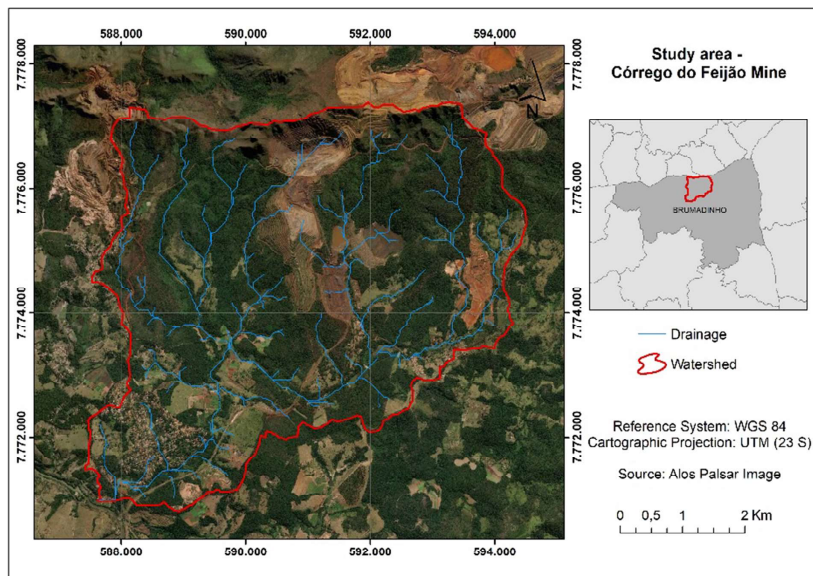 588.000 590.000 592.000 594.000
7.778.000
7.776.000
7.774.000
7.772.000
N
7.778.000
7.776.000
7.774.000
7.772.000
588.000 590.000 592.000 594.000
Study area -
Córrego do Feijão Mine
BRUMADINHO
Drainage
Watershed
Reference System: WGS 84
Cartographic Projection: UTM (23 S)
Source: Alos Palsar Image
0 0,5 1 2 Km